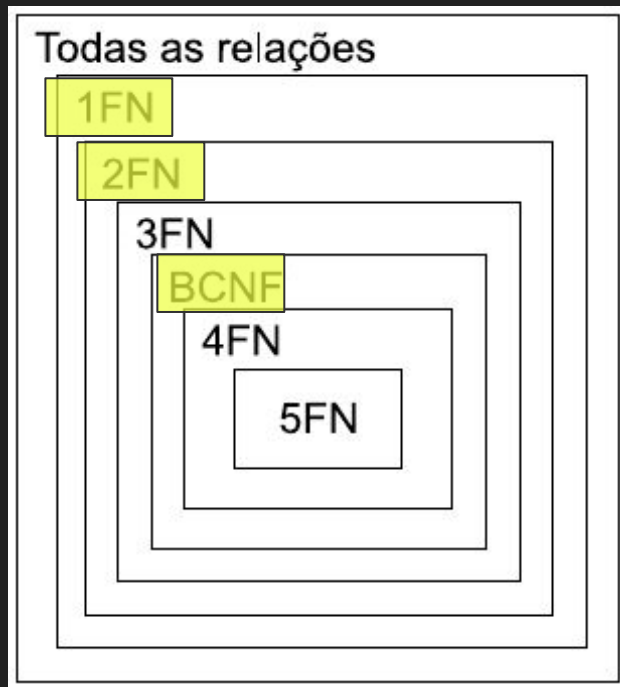 Todas as relações
1FN
2FN
3FN
BCNF
4FN
5FN